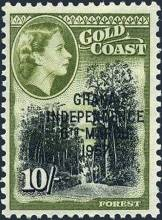 GOLD
COAST
GHANA
INDEPENDENCE
6TH MARCH
1957
10/-
FOREST